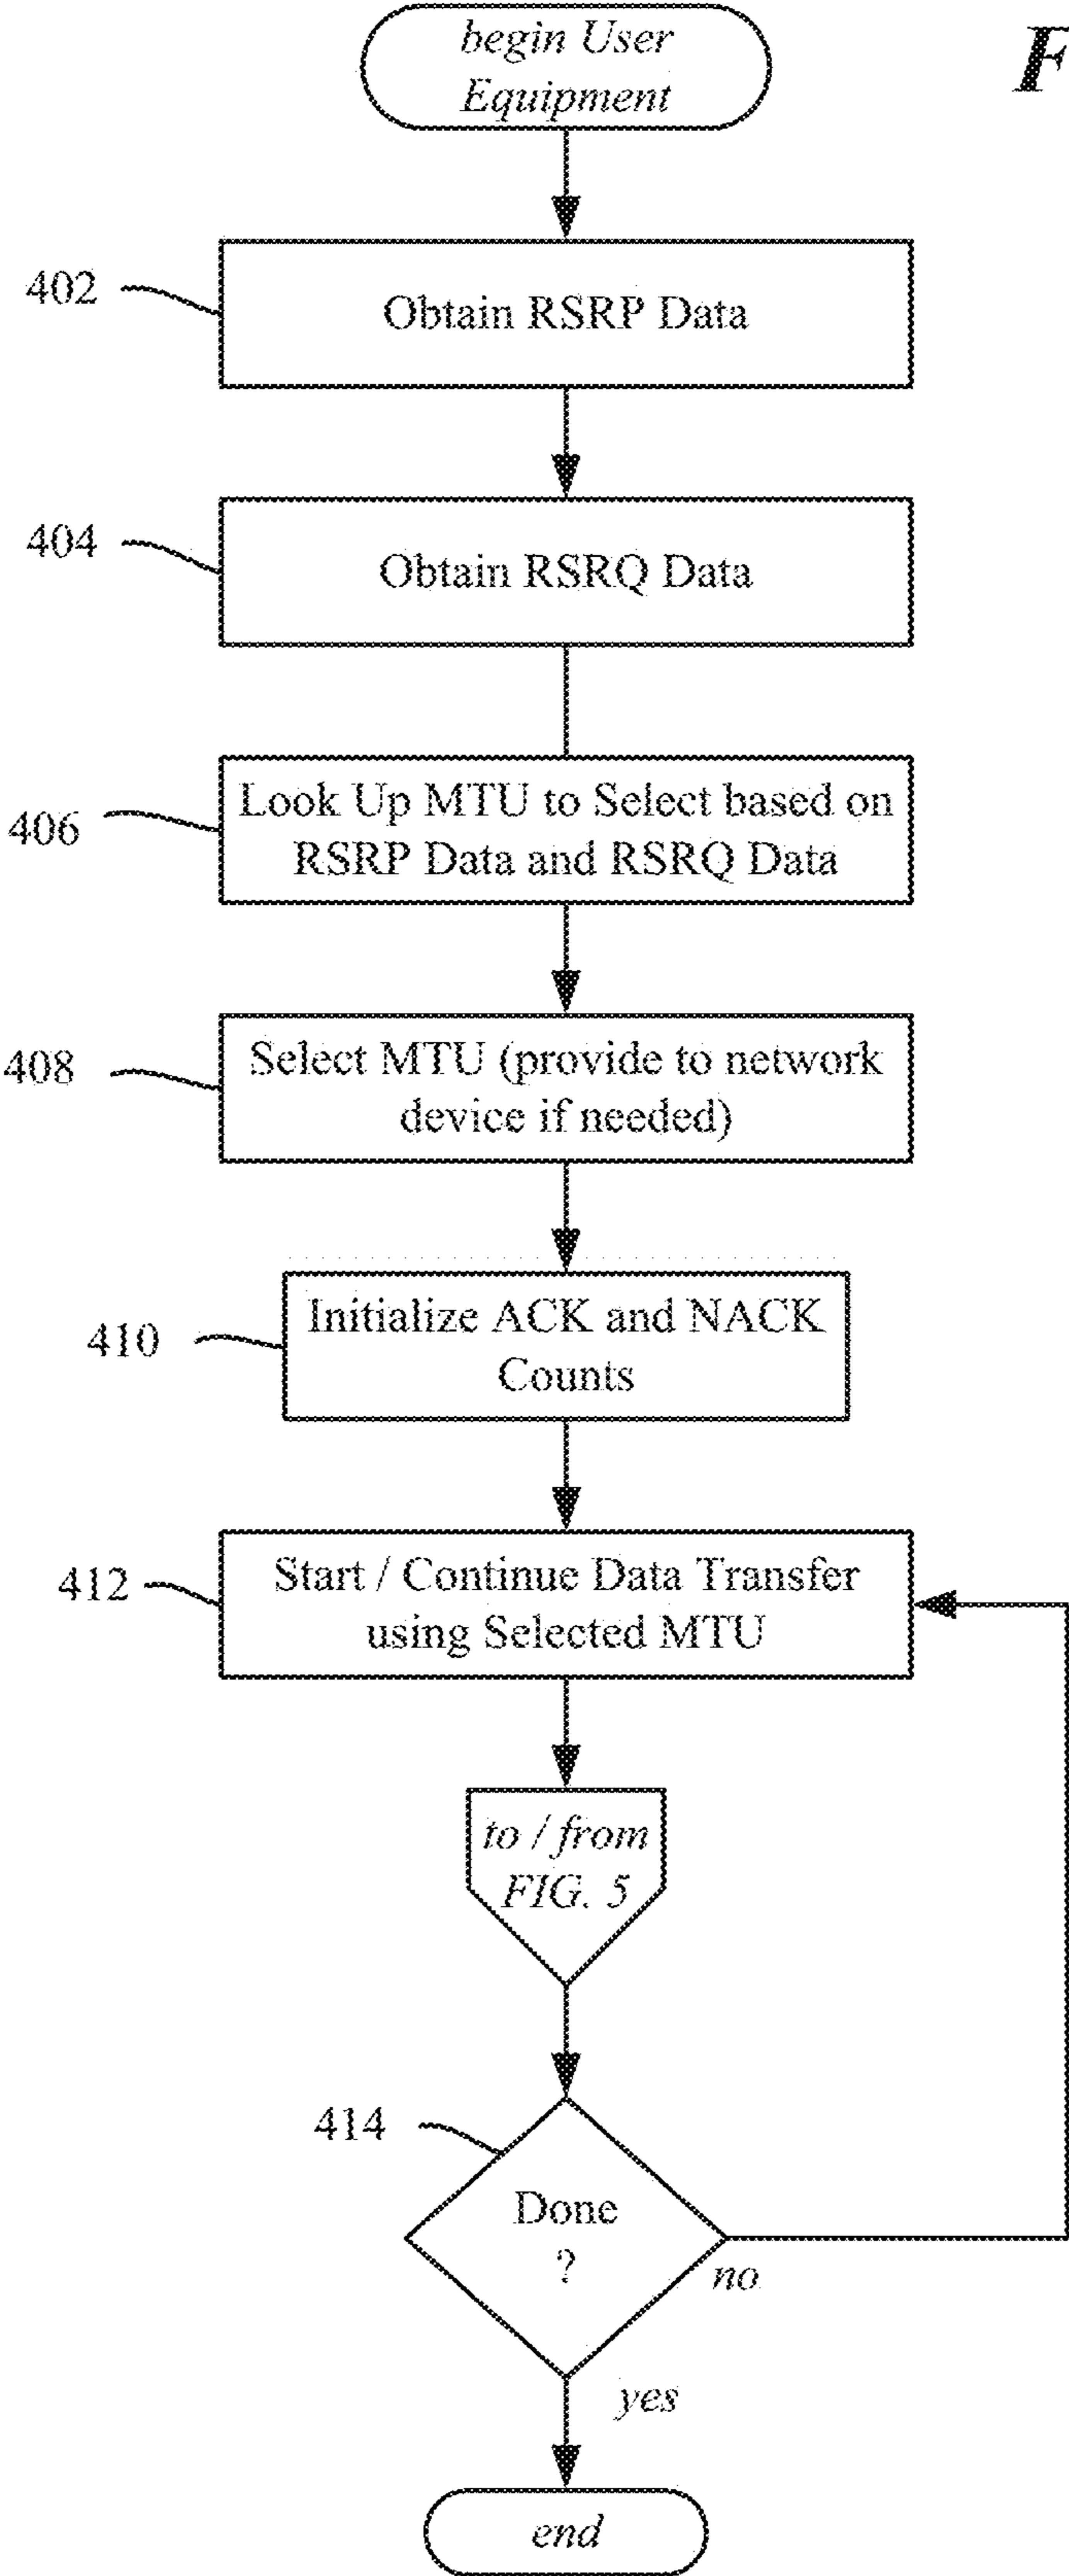 begin User
Equipment
F
402
Obtain RSRP Data
404
Obtain RSRQ Data
406
Look Up MTU to Select based on
RSRP Data and RSRQ Data
408
Select MTU (provide to network
device if needed)
410
Initialize ACK and NACK
Counts
412
Start / Continue Data Transfer
using Selected MTU
to / from
FIG. 5
414
Done
?
no
yes
end